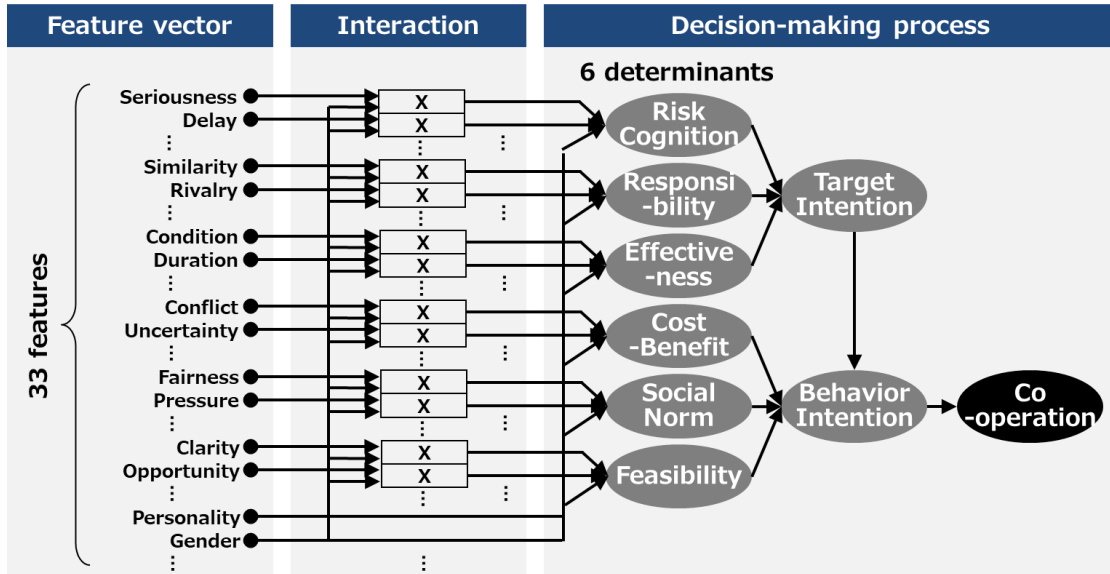 Feature vector
Interaction
Decision-making process
33 features
Seriousness
Delay
Similarity
Rivalry
Condition
Duration
Conflict
Uncertainty
Fairness
Pressure
Clarity
Opportunity
Personality
Gender
X
X
X
X
X
X
X
X
X
X
X
X
6 determinants
Risk
Cognition
Responsi
-bility
Effective
-ness
Cost
-Benefit
Social
Norm
Feasibility
Target
Intention
Behavior
Intention
Co
-operation